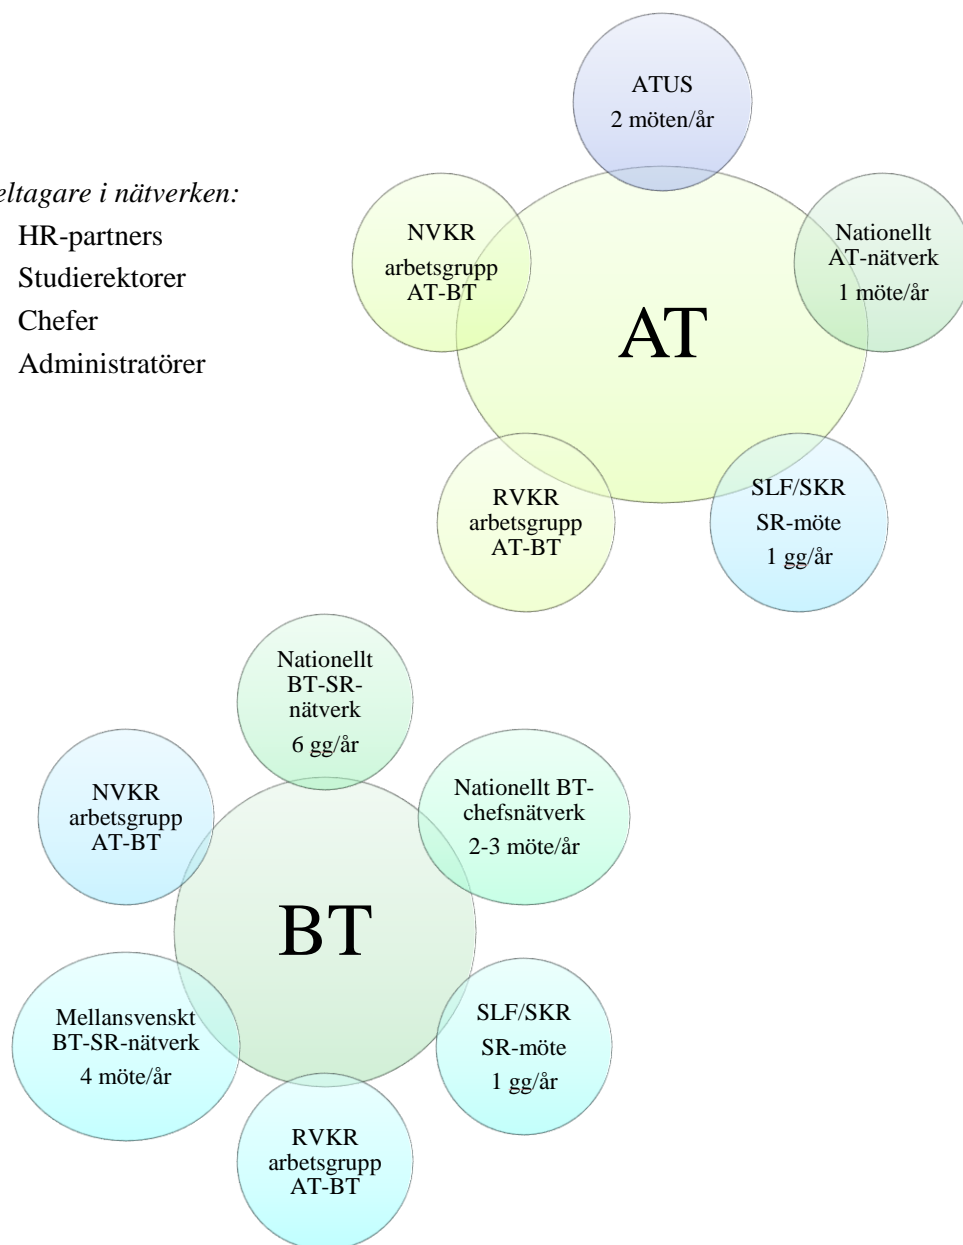 ATUS
2 möten/år
eltagare i nätverken:
HR-partners
Studierektorer
Chefer
Administratörer
NVKR
arbetsgrupp
AT-BT
Nationellt
AT-nätverk
1 möte/år
AT
RVKR
arbetsgrupp
AT-BT
SLF/SKR
SR-möte
1 gg/år
Nationellt
BT-SR-
nätverk
6 gg/år
NVKR
arbetsgrupp
AT-BT
Nationellt BT-
chefsnätverk
2-3 möte/år
BT
Mellansvenskt
BT-SR-nätverk
4 möte/år
SLF/SKR
SR-möte
1 gg/år
RVKR
arbetsgrupp
AT-BT